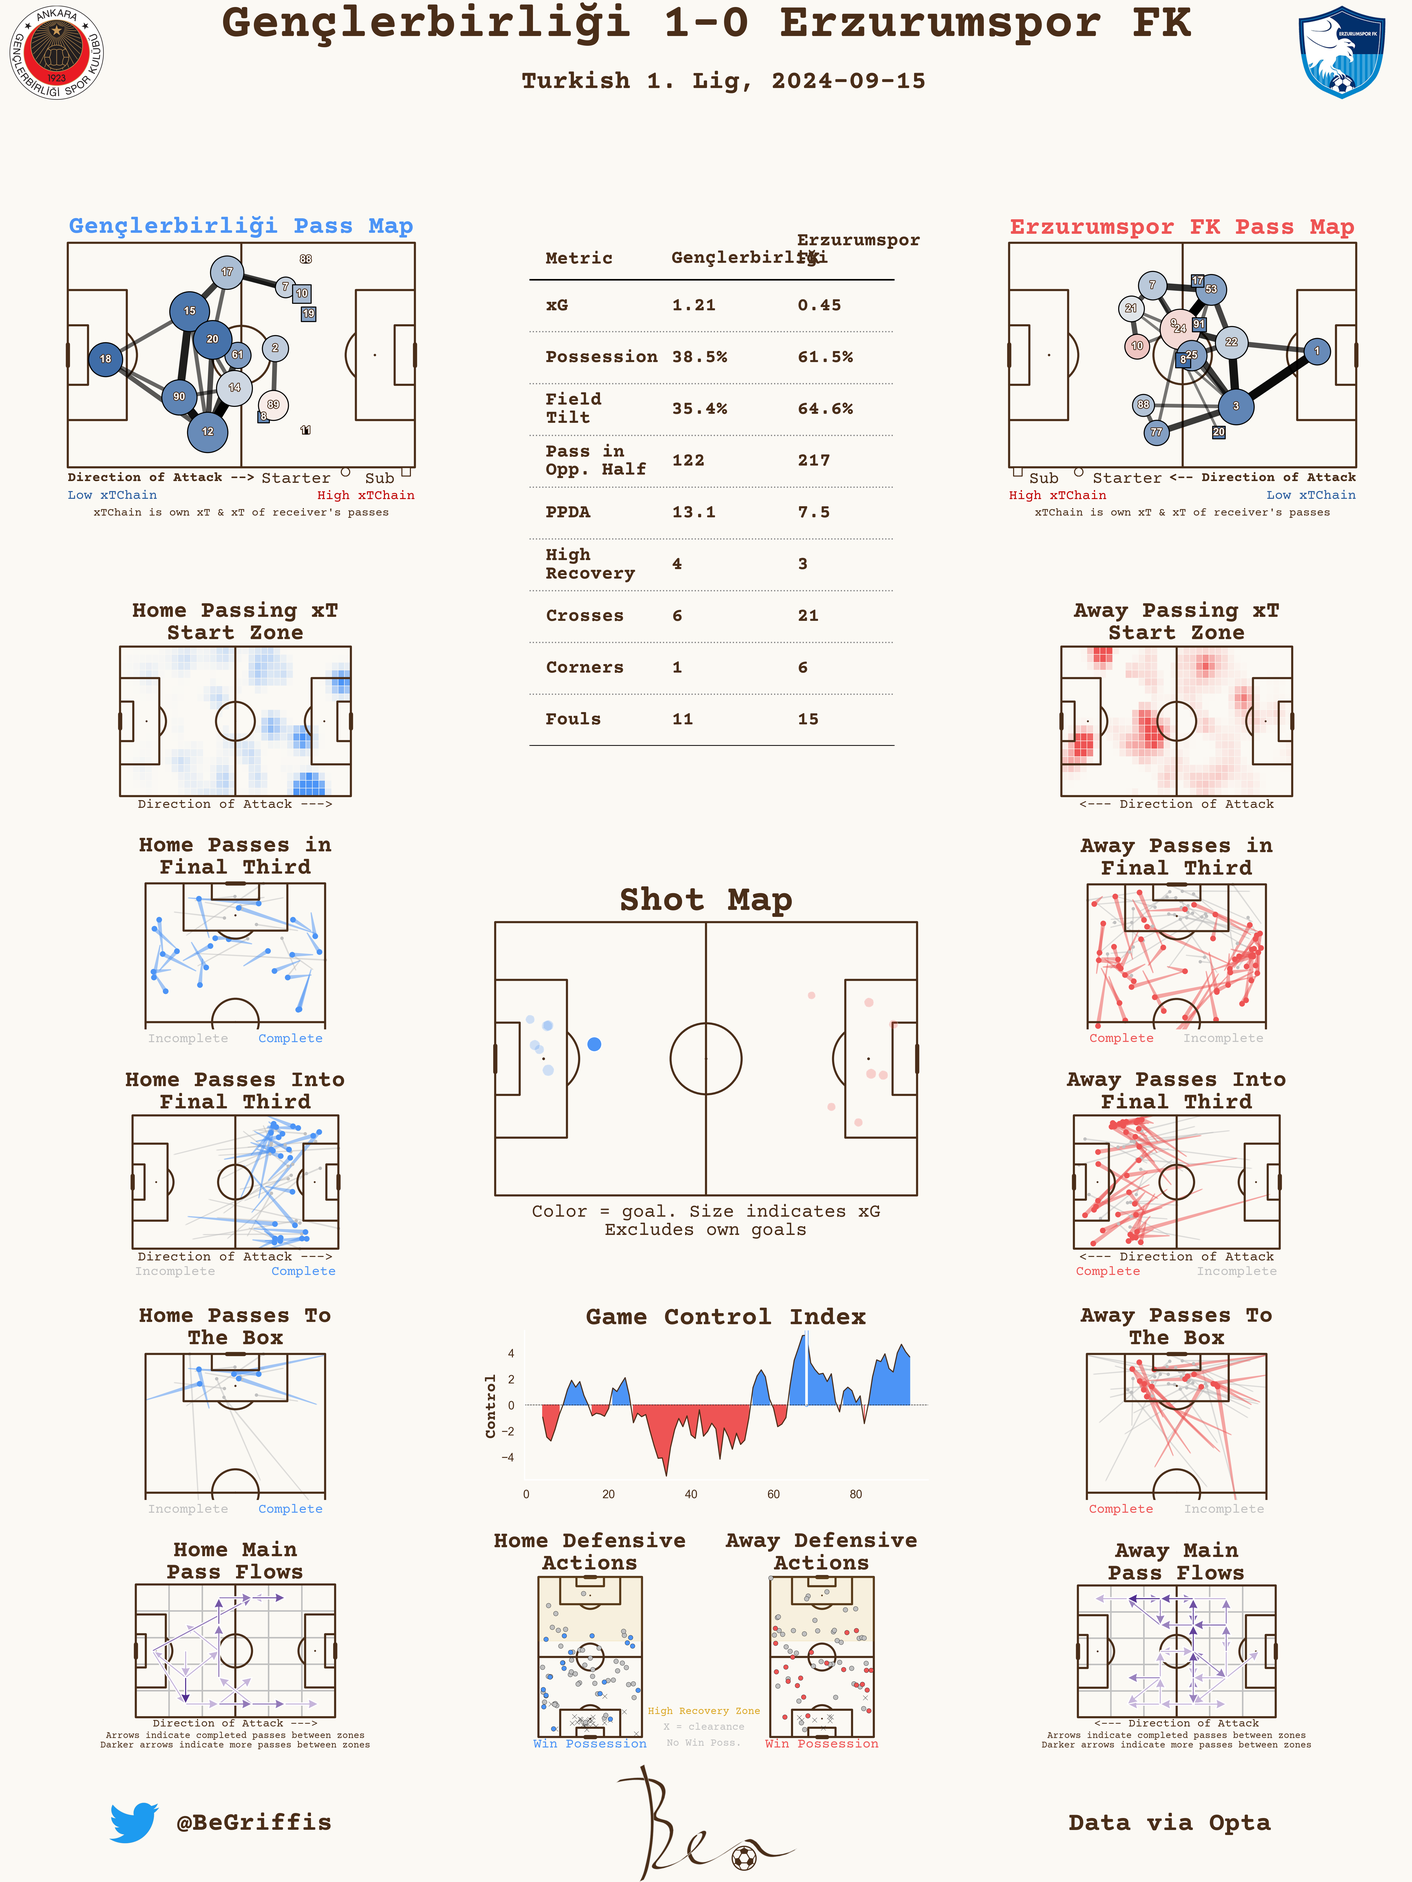 Gençlerbirliği 1-0 Erzurumspor FK
Turkish 1. Lig, 2024-09-15
ANKARA
GENÇLERBİRLİĞİ SPOR KULÜBÜ
1923
ERZURUMSPOR FK
Gençlerbirliği Pass Map
88
17
7
10
15
19
20
61
2
18
14
90
89
8
12
11
Direction of Attack --> Starter Sub
Low xTChain High xTChain
xTChain is own xT & xT of receiver's passes
Metric Gençlerbirliği Erzurumspor FK
xG 1.21 0.45
Possession 38.5% 61.5%
Field Tilt 35.4% 64.6%
Pass in Opp. Half 122 217
PPDA 13.1 7.5
High Recovery 4 3
Crosses 6 21
Corners 1 6
Fouls 11 15
Erzurumspor FK Pass Map
17
7
53
21
9
24
91
10
22
25
8
1
88
3
77
20
Sub Starter <-- Direction of Attack
High xTChain Low xTChain
xTChain is own xT & xT of receiver's passes
Home Passing xT
Start Zone
Direction of Attack --->
Away Passing xT
Start Zone
<--- Direction of Attack
Home Passes in
Final Third
Incomplete Complete
Away Passes in
Final Third
Complete Incomplete
Shot Map
Color = goal. Size indicates xG
Excludes own goals
Home Passes Into
Final Third
Direction of Attack --->
Incomplete Complete
Away Passes Into
Final Third
<--- Direction of Attack
Complete Incomplete
Home Passes To
The Box
Incomplete Complete
Game Control Index
Control
4
2
0
−2
−4
0 20 40 60 80
Away Passes To
The Box
Complete Incomplete
Home Main
Pass Flows
Direction of Attack --->
Arrows indicate completed passes between zones
Darker arrows indicate more passes between zones
Home Defensive
Actions
Win Possession
High Recovery Zone
X = clearance
No Win Poss.
Away Defensive
Actions
Win Possession
Away Main
Pass Flows
<--- Direction of Attack
Arrows indicate completed passes between zones
Darker arrows indicate more passes between zones
@BeGriffis
Ben
Data via Opta